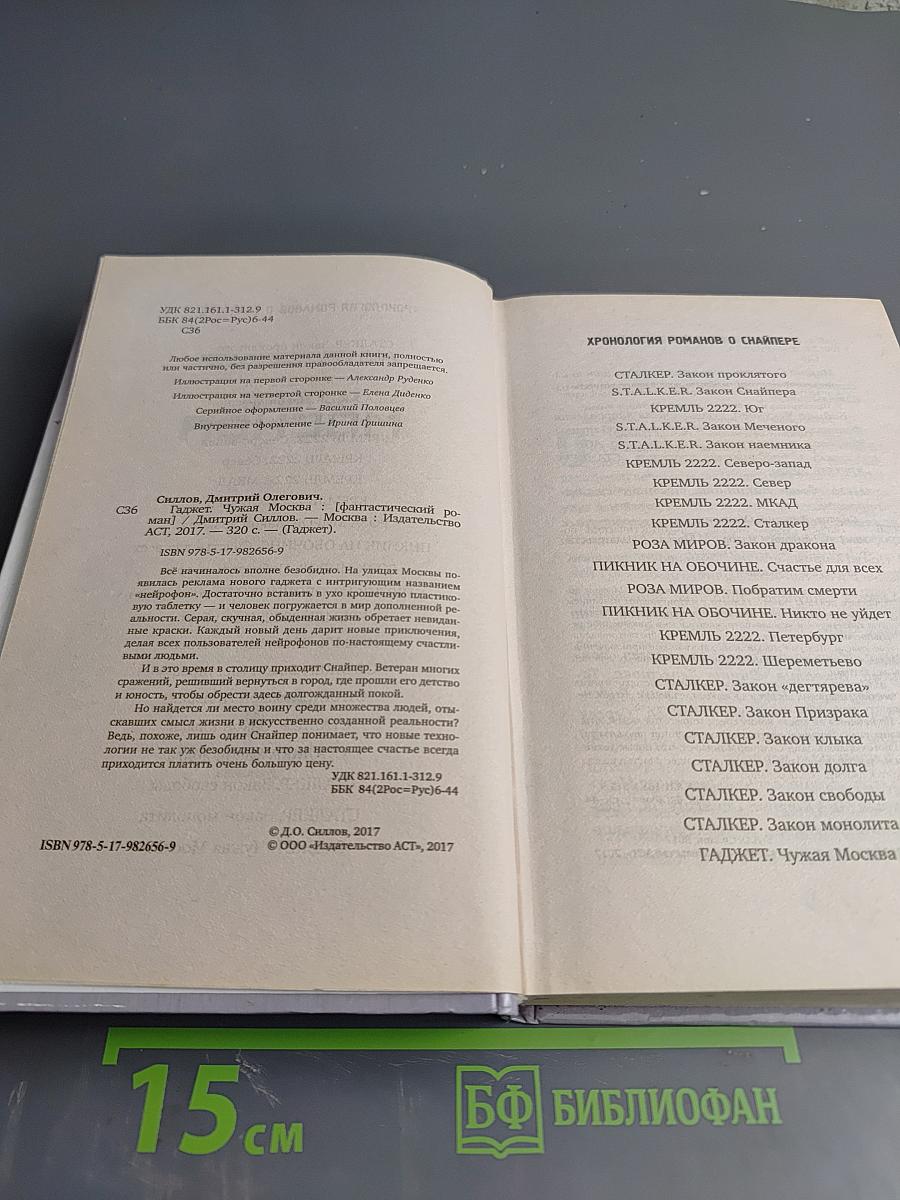 УДК 821.161.1-312.9
ББК 84(2Рос=Рус)6-44
С36
Любое использование материала данной книги, полностью
или частично, без разрешения правообладателя запрещается.
Иллюстрация на первой сторонке — Александр Руденко
Иллюстрация на четвертой сторонке — Елена Диденко
Серийное оформление — Василий Половцев
Внутреннее оформление — Ирина Гришина
Силлов, Дмитрий Олегович.
С36 Гаджет. Чужая Москва : [фантастический ро-
ман] / Дмитрий Силлов. — Москва : Издательство
АСТ, 2017. — 320 с. — (Гаджет).
ISBN 978-5-17-982656-9
Всё начиналось вполне безобидно. На улицах Москвы по-
явилась реклама нового гаджета с интригующим названием
«нейрофон». Достаточно вставить в ухо крошечную пластико-
вую таблетку — и человек погружается в мир дополненной ре-
альности. Серая, скучная, обыденная жизнь обретает невидан-
ные краски. Каждый новый день дарит новые приключения,
делая всех пользователей нейрофонов по-настоящему счастли-
выми людьми.
И в это время в столицу приходит Снайпер. Ветеран многих
сражений, решивший вернуться в город, где прошли его детство
и юность, чтобы обрести здесь долгожданный покой.
Но найдется ли место воину среди множества людей, оты-
скавших смысл жизни в искусственно созданной реальности?
Ведь, похоже, лишь один Снайпер понимает, что новые техно-
логии не так уж безобидны и что за настоящее счастье всегда
приходится платить очень большую цену.
УДК 821.161.1-312.9
ББК 84(2Рос=Рус)6-44
© Д.О. Силлов, 2017
ISBN 978-5-17-982656-9 © ООО «Издательство АСТ», 2017
ХРОНОЛОГИЯ РОМАНОВ О СНАЙПЕРЕ
СТАЛКЕР. Закон проклятого
S.T.A.L.K.E.R. Закон Снайпера
КРЕМЛЬ 2222. Юг
S.T.A.L.K.E.R. Закон Меченого
S.T.A.L.K.E.R. Закон наемника
КРЕМЛЬ 2222. Северо-запад
КРЕМЛЬ 2222. Север
КРЕМЛЬ 2222. МКАД
КРЕМЛЬ 2222. Сталкер
РОЗА МИРОВ. Закон дракона
ПИКНИК НА ОБОЧИНЕ. Счастье для всех
РОЗА МИРОВ. Побратим смерти
ПИКНИК НА ОБОЧИНЕ. Никто не уйдет
КРЕМЛЬ 2222. Петербург
КРЕМЛЬ 2222. Шереметьево
СТАЛКЕР. Закон «дегтярева»
СТАЛКЕР. Закон Призрака
СТАЛКЕР. Закон клыка
СТАЛКЕР. Закон долга
СТАЛКЕР. Закон свободы
СТАЛКЕР. Закон монолита
ГАДЖЕТ. Чужая Москва
15 см
БФ БИБЛИОФАН